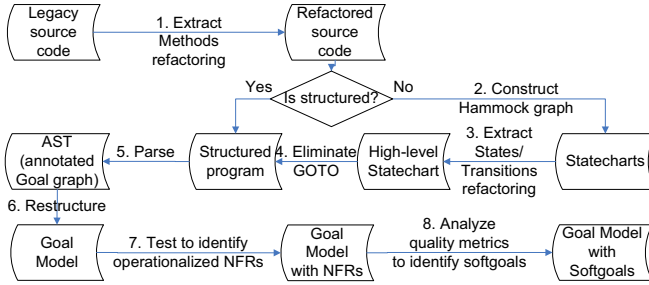 Legacy
source
code
1. Extract
Methods
refactoring
Refactored
source
code
Is structured?
Yes
No
2. Construct
Hammock graph
Statecharts
3. Extract
States/
Transitions
refactoring
High-level
Statechart
4. Eliminate
GOTO
Structured
program
5. Parse
AST
(annotated
Goal graph)
6. Restructure
Goal
Model
7. Test to identify
operationalized NFRs
Goal
Model
with NFRs
8. Analyze
quality metrics
to identify softgoals
Goal Model
with
Softgoals